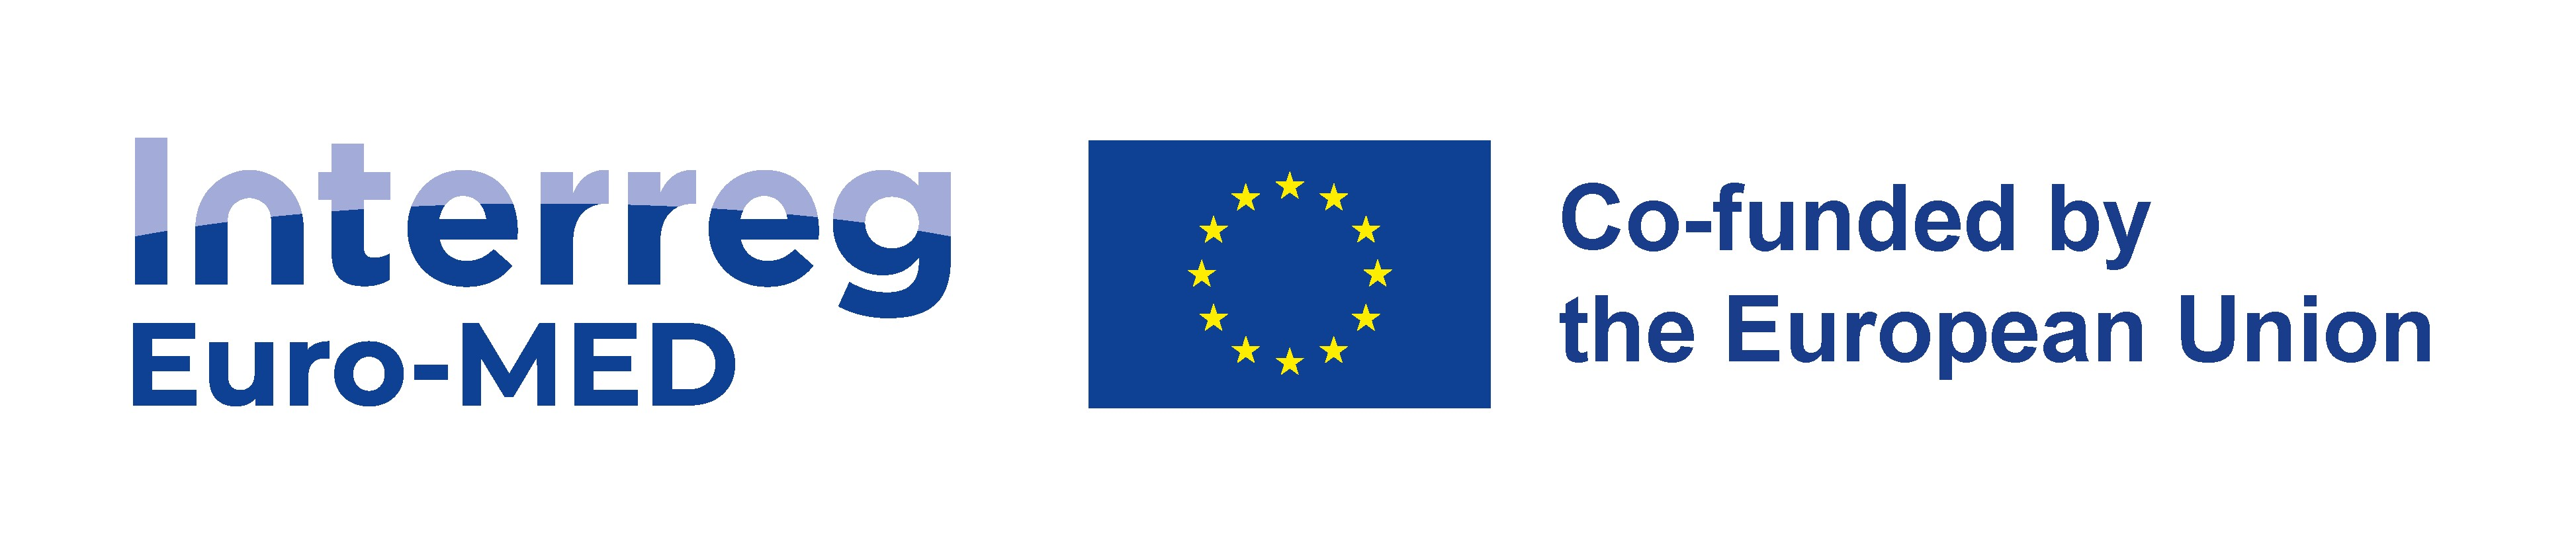 Interreg
Euro-MED
Co-funded by
the European Union